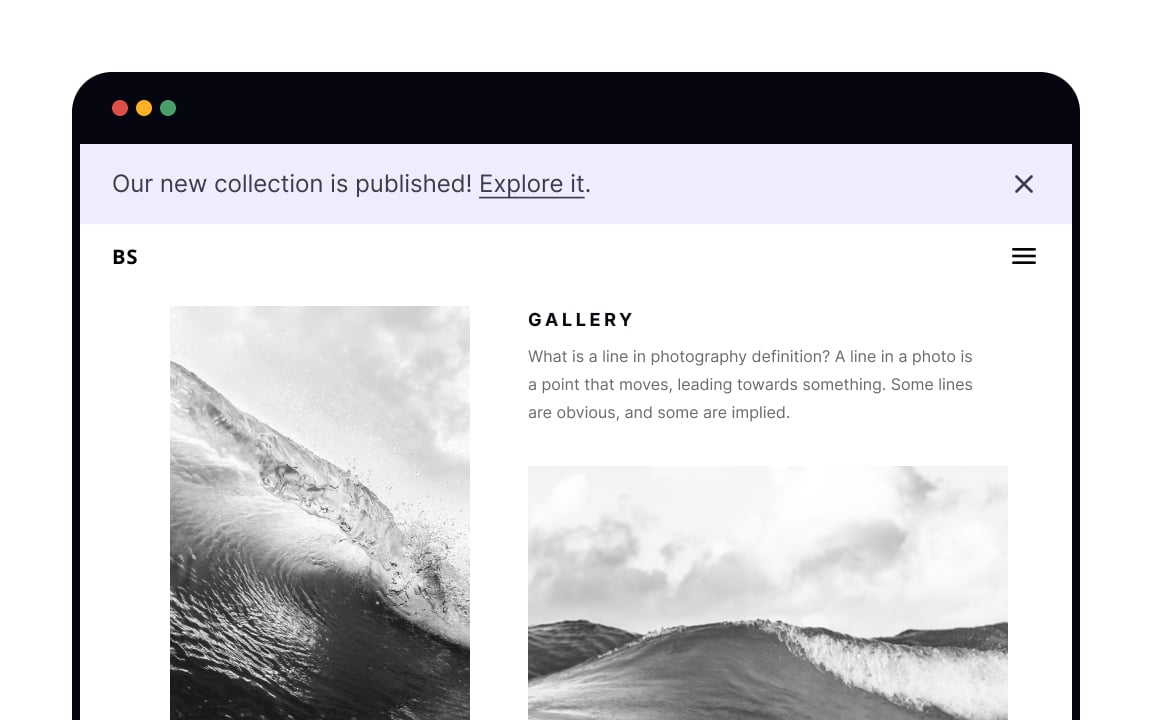 Our new collection is published! Explore it.
BS
GALLERY
What is a line in photography definition? A line in a photo is
a point that moves, leading towards something. Some lines
are obvious, and some are implied.